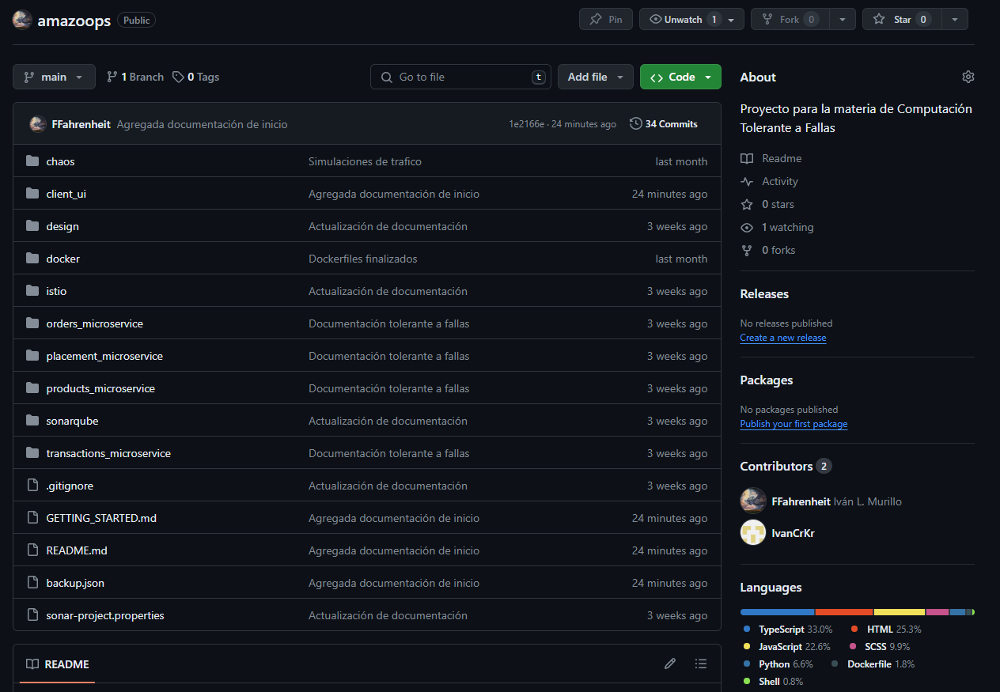 amazoops Public Pin Unwatch 1 Fork 0 Star 0
main 1 Branch 0 Tags Go to file t Add file Code
FFahrenheit Agregada documentación de inicio 1e2166e · 24 minutes ago 34 Commits
chaos Simulaciones de trafico last month
client_ui Agregada documentación de inicio 24 minutes ago
design Actualización de documentación 3 weeks ago
docker Dockerfiles finalizados last month
istio Actualización de documentación 3 weeks ago
orders_microservice Documentación tolerante a fallas 3 weeks ago
placement_microservice Documentación tolerante a fallas 3 weeks ago
products_microservice Documentación tolerante a fallas 3 weeks ago
sonarqube Actualización de documentación 3 weeks ago
transactions_microservice Documentación tolerante a fallas 3 weeks ago
.gitignore Actualización de documentación 3 weeks ago
GETTING_STARTED.md Agregada documentación de inicio 24 minutes ago
README.md Agregada documentación de inicio 24 minutes ago
backup.json Agregada documentación de inicio 24 minutes ago
sonar-project.properties Actualización de documentación 3 weeks ago
README
About
Proyecto para la materia de Computación
Tolerante a Fallas
Readme
Activity
0 stars
1 watching
0 forks
Releases
No releases published
Create a new release
Packages
No packages published
Publish your first package
Contributors 2
FFahrenheit Iván L. Murillo
IvanCrKr
Languages
TypeScript 33.0% HTML 25.3%
JavaScript 22.6% SCSS 9.9%
Python 6.6% Dockerfile 1.8%
Shell 0.8%